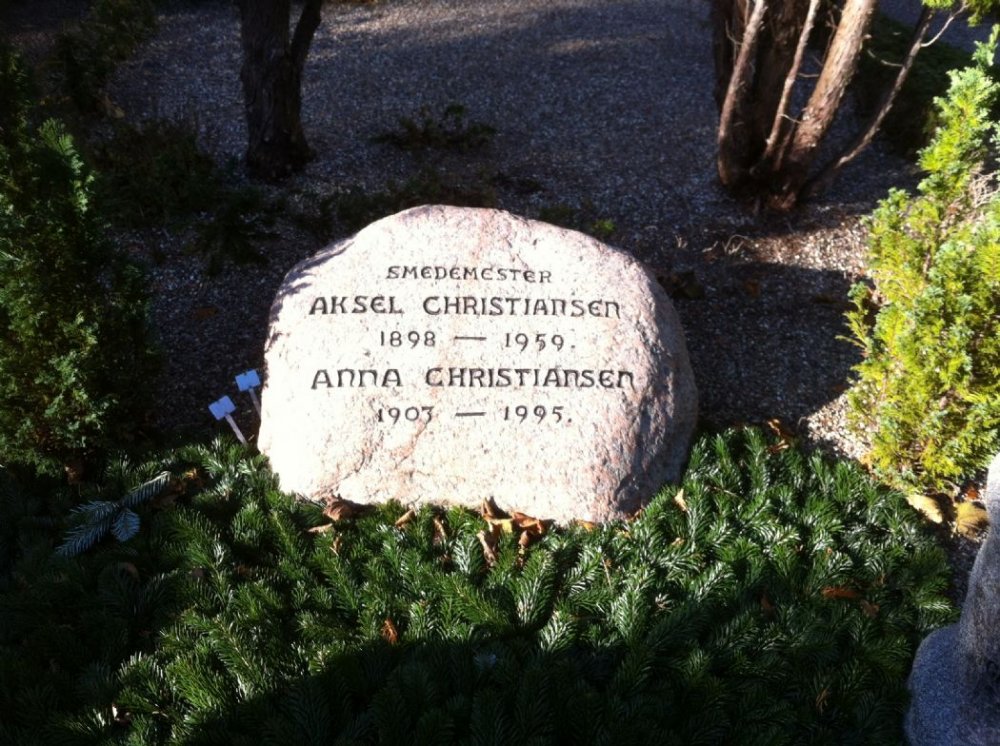 SMEDEMESTER
AKSEL CHRISTIANSEN
1898 — 1959.
ANNA CHRISTIANSEN
1903 — 1995.